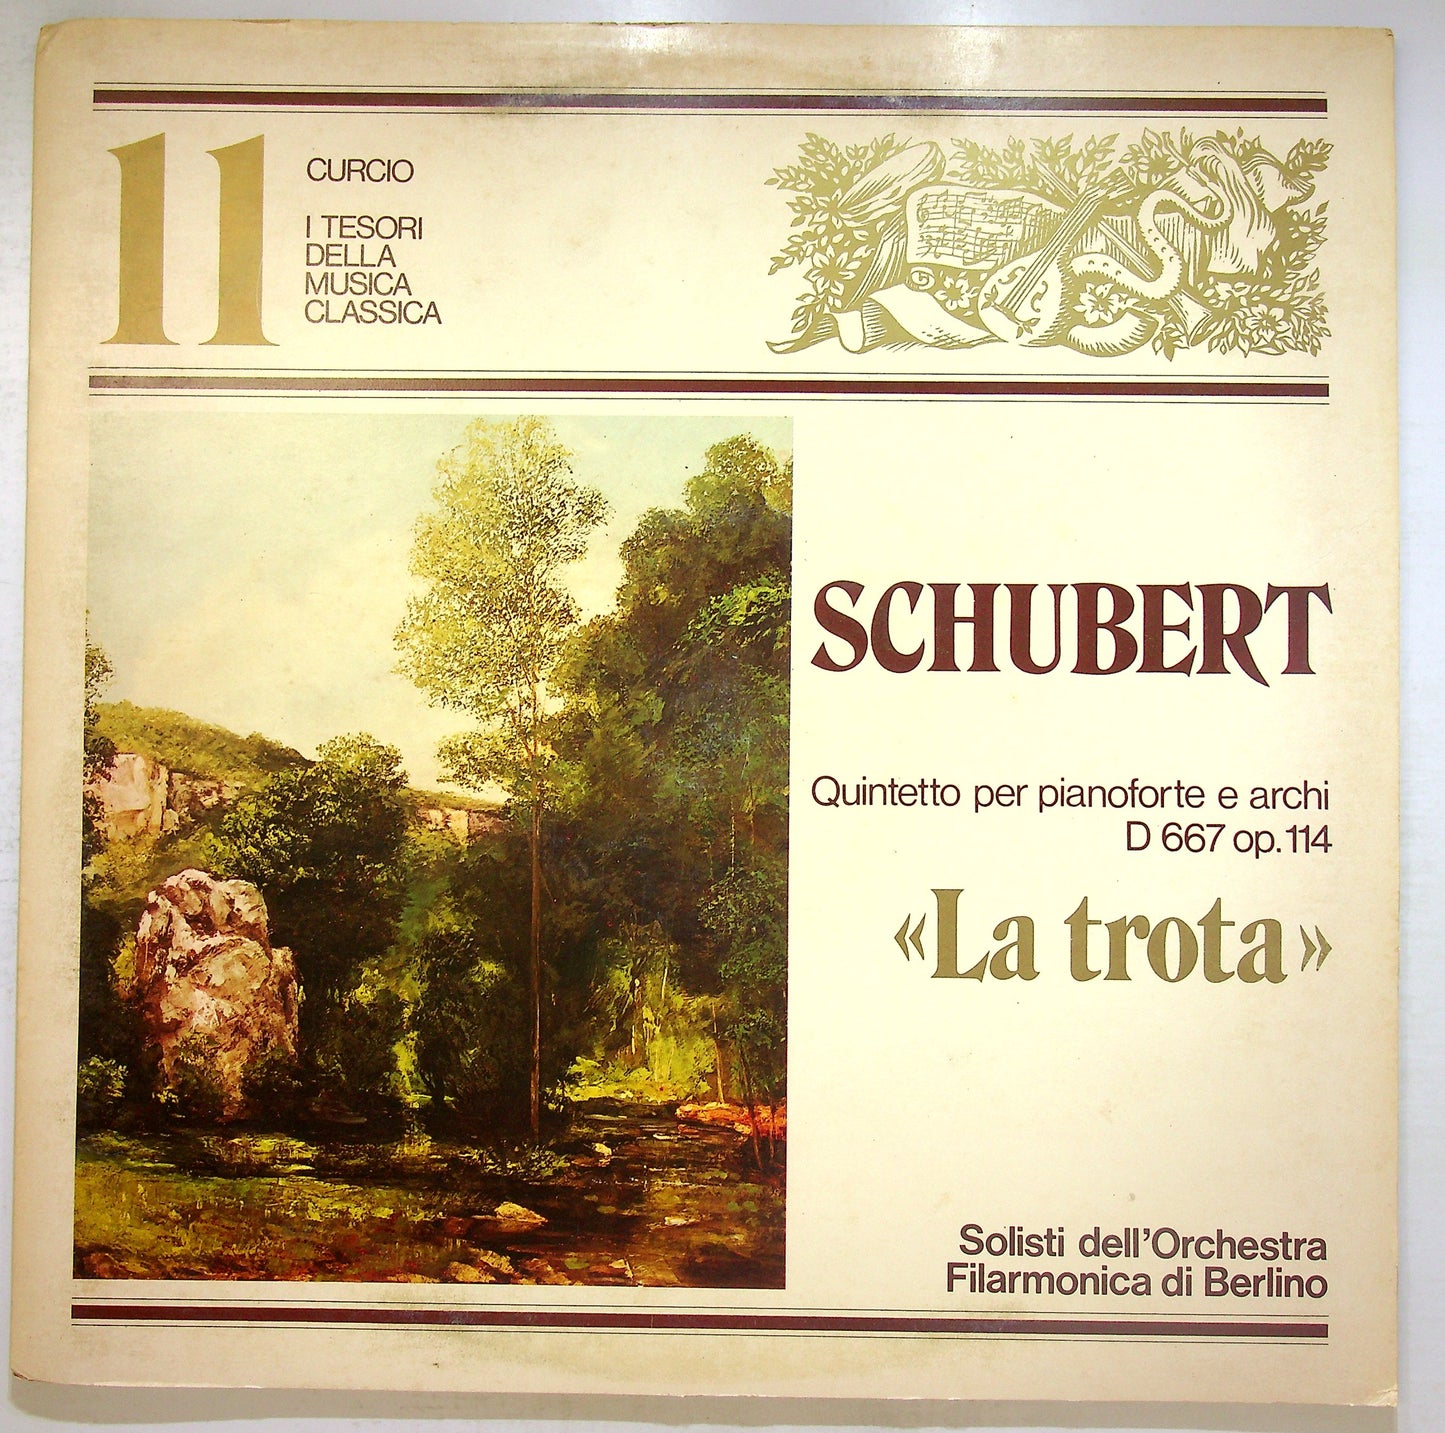 11
CURCIO
I TESORI
DELLA
MUSICA
CLASSICA
SCHUBERT
Quintetto per pianoforte e archi
D 667 op. 114
«La trota»
Solisti dell'Orchestra
Filarmonica di Berlino